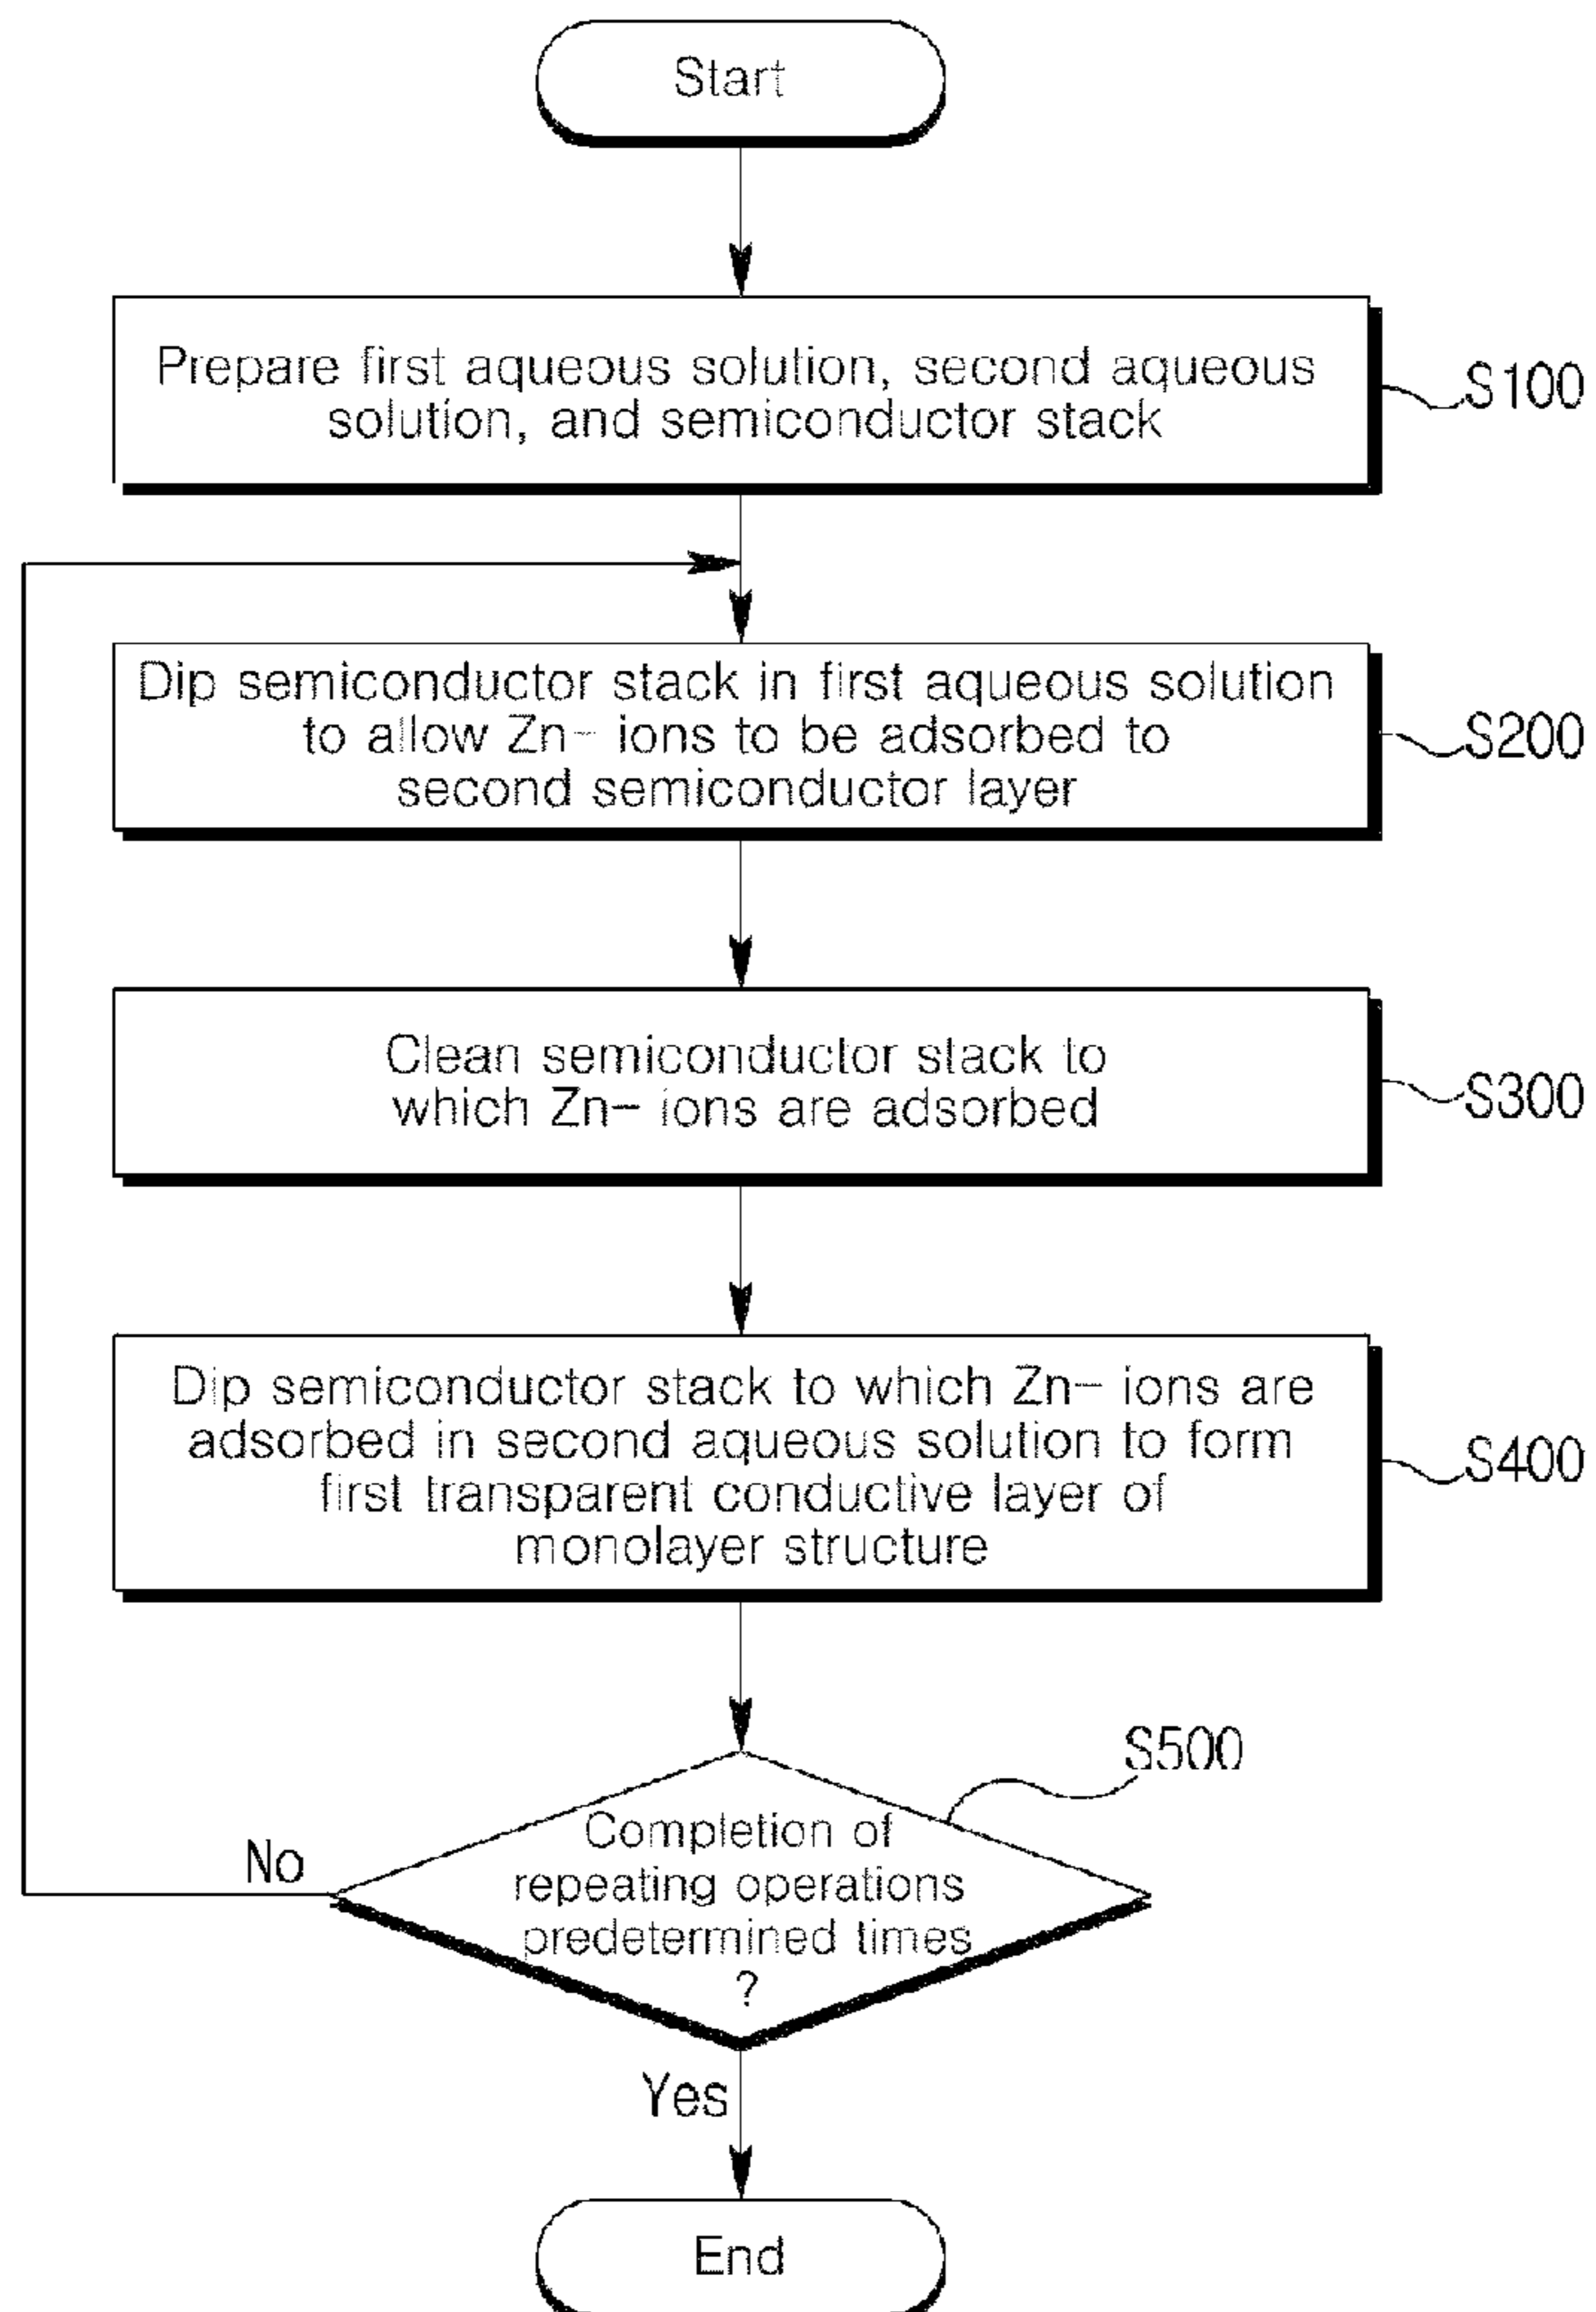 Start
Prepare first aqueous solution, second aqueous
solution, and semiconductor stack
S100
Dip semiconductor stack in first aqueous solution
to allow Zn- ions to be adsorbed to
second semiconductor layer
S200
Clean semiconductor stack to
which Zn- ions are adsorbed
S300
Dip semiconductor stack to which Zn- ions are
adsorbed in second aqueous solution to form
first transparent conductive layer of
monolayer structure
S400
S500
Completion of
repeating operations
predetermined times
?
No
Yes
End